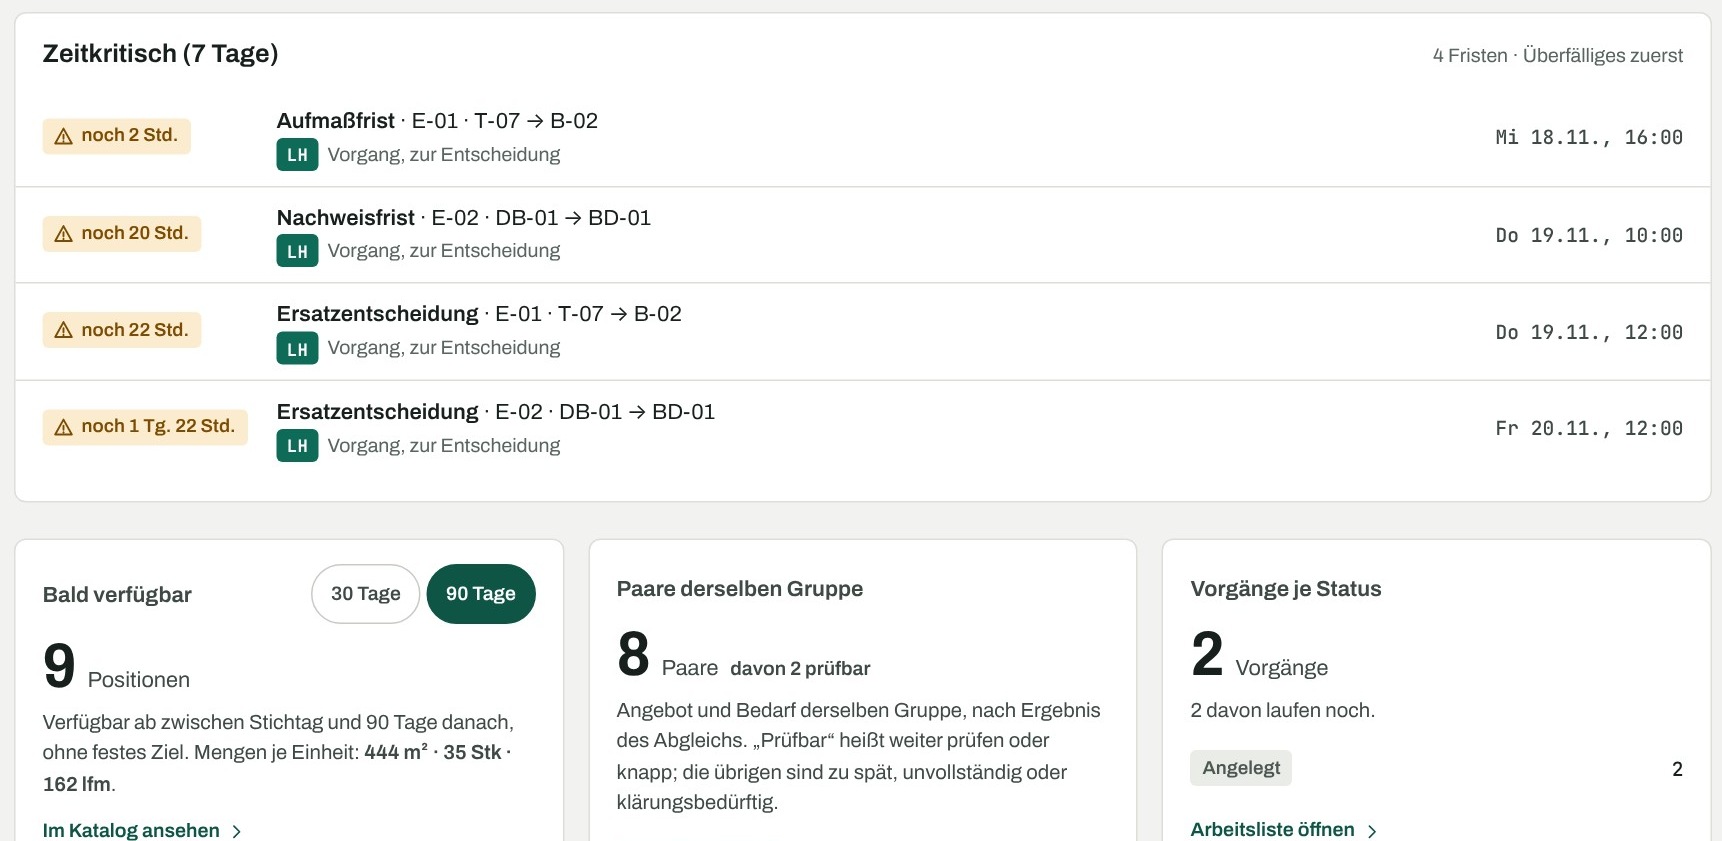 Zeitkritisch (7 Tage)
4 Fristen · Überfälliges zuerst
noch 2 Std.
Aufmaßfrist · E-01 · T-07 → B-02
LH Vorgang, zur Entscheidung
Mi 18.11., 16:00
noch 20 Std.
Nachweisfrist · E-02 · DB-01 → BD-01
LH Vorgang, zur Entscheidung
Do 19.11., 10:00
noch 22 Std.
Ersatzentscheidung · E-01 · T-07 → B-02
LH Vorgang, zur Entscheidung
Do 19.11., 12:00
noch 1 Tg. 22 Std.
Ersatzentscheidung · E-02 · DB-01 → BD-01
LH Vorgang, zur Entscheidung
Fr 20.11., 12:00
Bald verfügbar
30 Tage
90 Tage
9 Positionen
Verfügbar ab zwischen Stichtag und 90 Tage danach,
ohne festes Ziel. Mengen je Einheit: 444 m² · 35 Stk ·
162 lfm.
Im Katalog ansehen
Paare derselben Gruppe
8 Paare davon 2 prüfbar
Angebot und Bedarf derselben Gruppe, nach Ergebnis
des Abgleichs. „Prüfbar“ heißt weiter prüfen oder
knapp; die übrigen sind zu spät, unvollständig oder
klärungsbedürftig.
Vorgänge je Status
2 Vorgänge
2 davon laufen noch.
Angelegt 2
Arbeitsliste öffnen